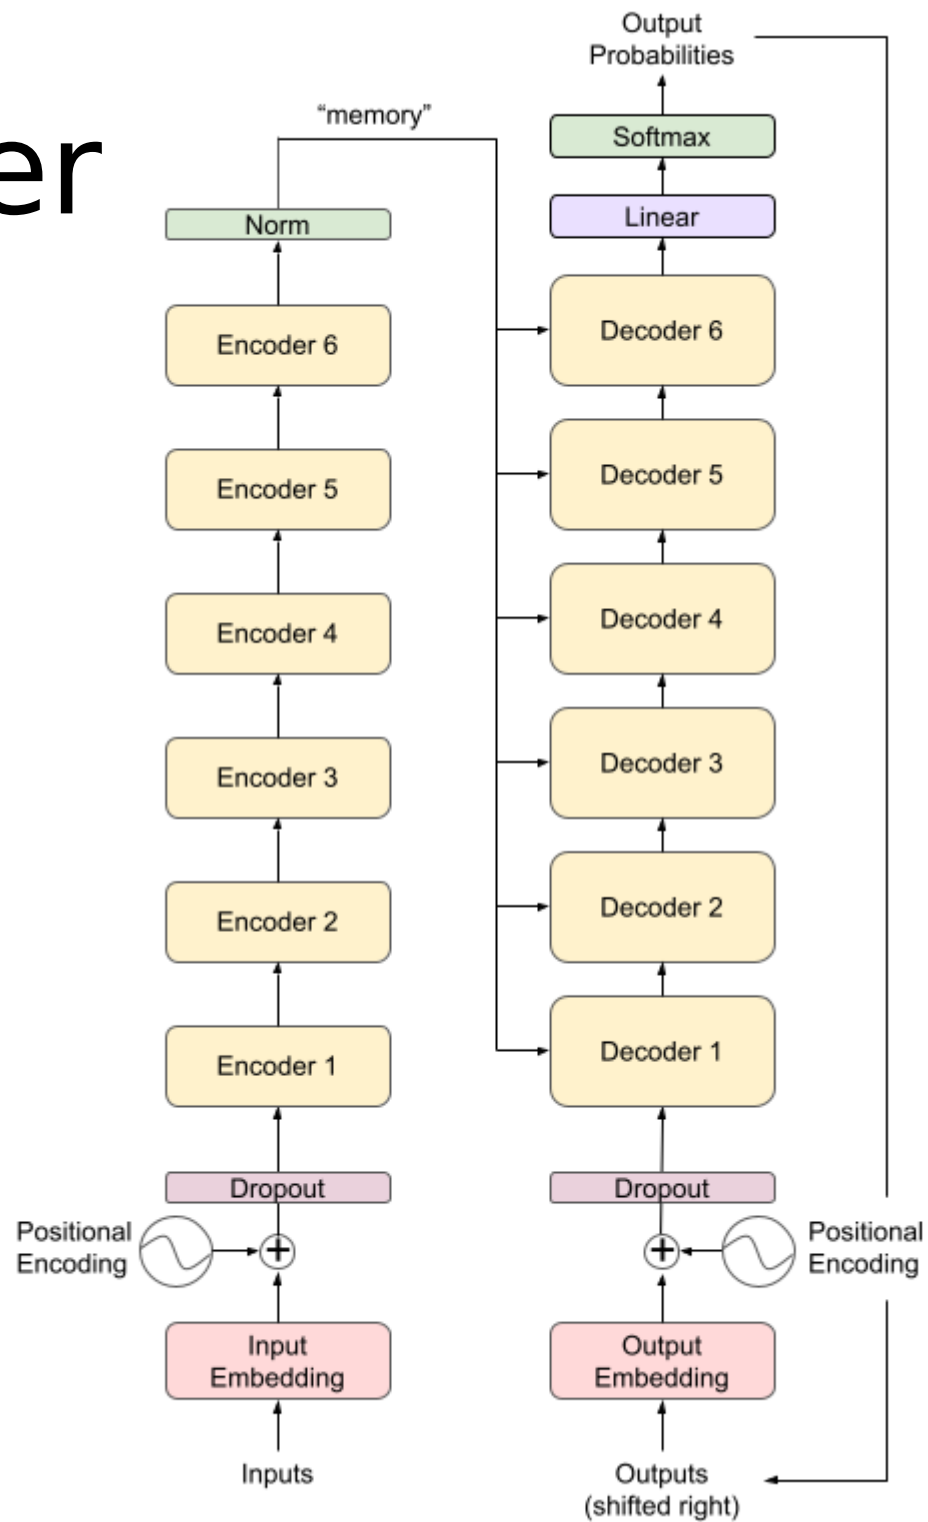 er
"memory"
Norm
Encoder 6
Encoder 5
Encoder 4
Encoder 3
Encoder 2
Encoder 1
Dropout
Positional
Encoding
+
Input
Embedding
Inputs
Output
Probabilities
Softmax
Linear
Decoder 6
Decoder 5
Decoder 4
Decoder 3
Decoder 2
Decoder 1
Dropout
+
Positional
Encoding
Output
Embedding
Outputs
(shifted right)